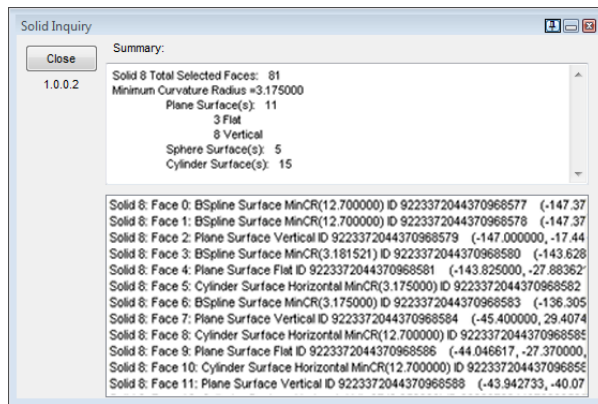 Solid Inquiry
Close
1.0.0.2
Summary:
Solid 8 Total Selected Faces: 81
Minimum Curvature Radius =3.175000
Plane Surface(s): 11
3 Flat
8 Vertical
Sphere Surface(s): 5
Cylinder Surface(s): 15
Solid 8: Face 0: BSpline Surface MinCR(12.700000) ID 9223372044370968577 (-147.37
Solid 8: Face 1: BSpline Surface MinCR(12.700000) ID 9223372044370968578 (-147.37
Solid 8: Face 2: Plane Surface Vertical ID 9223372044370968579 (-147.000000, -17.44
Solid 8: Face 3: BSpline Surface MinCR(3.181521) ID 9223372044370968580 (-143.628
Solid 8: Face 4: Plane Surface Flat ID 9223372044370968581 (-143.825000, -27.88362
Solid 8: Face 5: Cylinder Surface Horizontal MinCR(3.175000) ID 9223372044370968582
Solid 8: Face 6: BSpline Surface MinCR(3.175000) ID 9223372044370968583 (-136.305
Solid 8: Face 7: Plane Surface Vertical ID 9223372044370968584 (-45.400000, 29.4074
Solid 8: Face 8: Cylinder Surface Horizontal MinCR(12.700000) ID 9223372044370968585
Solid 8: Face 9: Plane Surface Flat ID 9223372044370968586 (-44.046617, -27.370000,
Solid 8: Face 10: Cylinder Surface Horizontal MinCR(12.700000) ID 922337204437096858
Solid 8: Face 11: Plane Surface Vertical ID 9223372044370968588 (-43.942733, -40.07